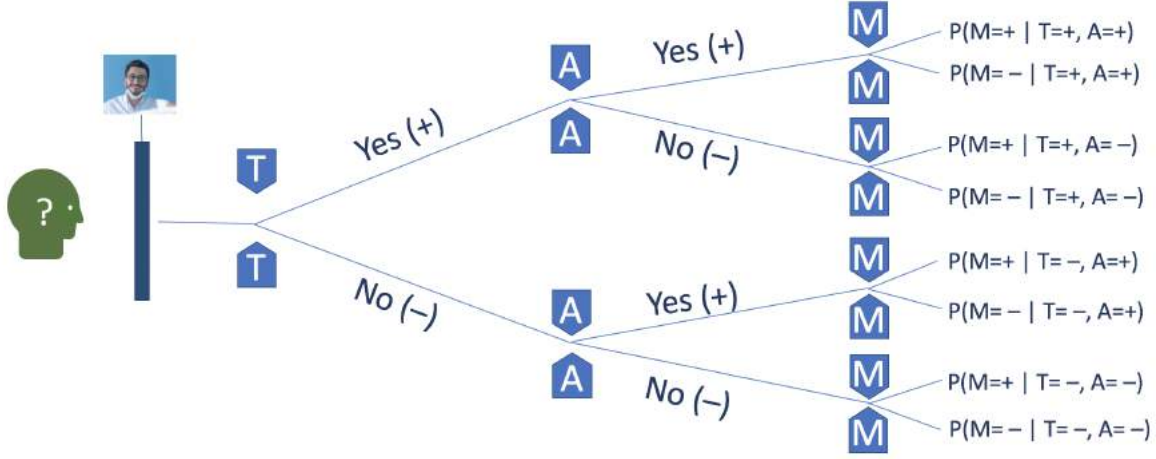 ?
T
T
Yes (+)
No (–)
A
A
Yes (+)
No (–)
A
A
Yes (+)
No (–)
M
M
P(M=+ | T=+, A=+)
P(M= – | T=+, A=+)
M
M
P(M=+ | T=+, A= –)
P(M= – | T=+, A= –)
M
M
P(M=+ | T= –, A=+)
P(M= – | T= –, A=+)
M
M
P(M=+ | T= –, A= –)
P(M= – | T= –, A= –)